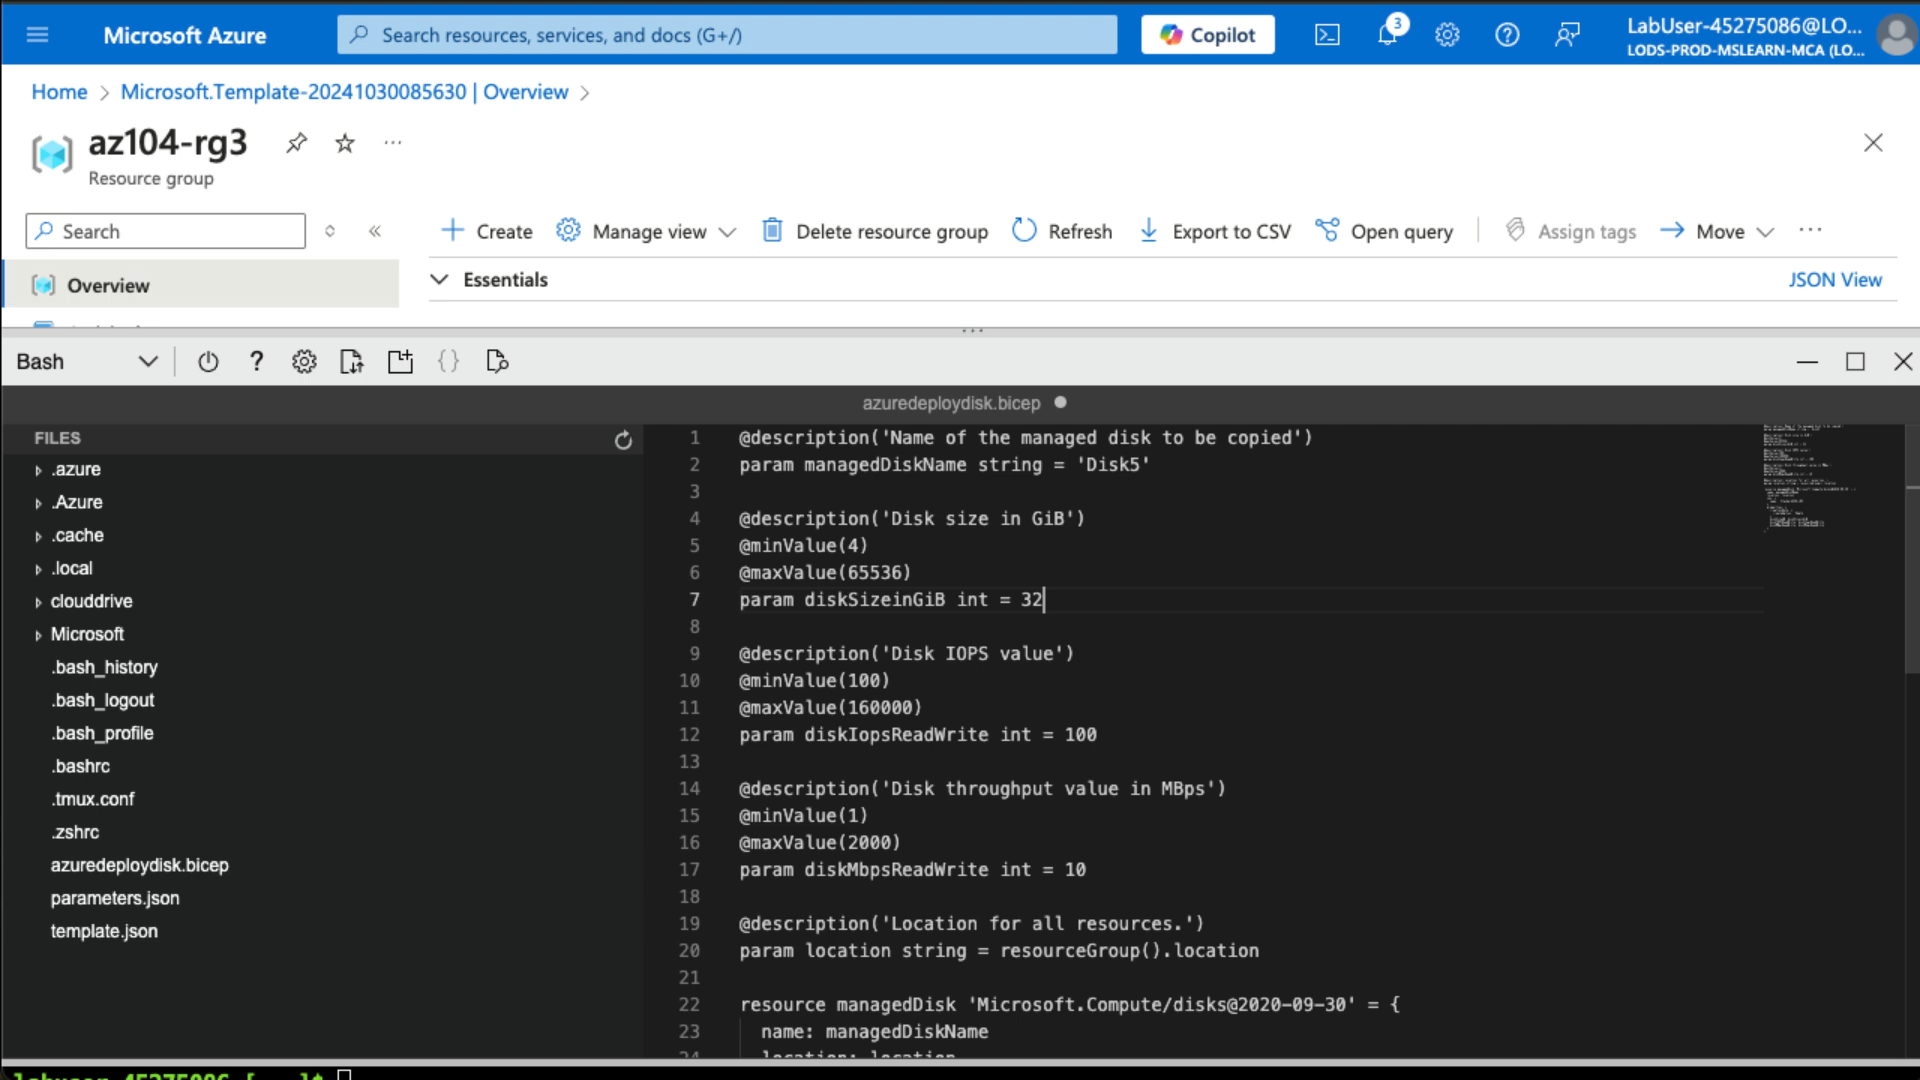 Microsoft Azure
Search resources, services, and docs (G+/)
Copilot
3
LabUser-45275086@LO...
LODS-PROD-MSLEARN-MCA (LO...
Home > Microsoft.Template-20241030085630 | Overview >
az104-rg3
Resource group
Search
Create
Manage view
Delete resource group
Refresh
Export to CSV
Open query
Assign tags
Move
Overview
Essentials
JSON View
Bash
azuredeploydisk.bicep
FILES
.azure
.Azure
.cache
.local
clouddrive
Microsoft
.bash_history
.bash_logout
.bash_profile
.bashrc
.tmux.conf
.zshrc
azuredeploydisk.bicep
parameters.json
template.json
1 @description('Name of the managed disk to be copied')
2 param managedDiskName string = 'Disk5'
3
4 @description('Disk size in GiB')
5 @minValue(4)
6 @maxValue(65536)
7 param diskSizeinGiB int = 32
8
9 @description('Disk IOPS value')
10 @minValue(100)
11 @maxValue(160000)
12 param diskIopsReadWrite int = 100
13
14 @description('Disk throughput value in MBps')
15 @minValue(1)
16 @maxValue(2000)
17 param diskMbpsReadWrite int = 10
18
19 @description('Location for all resources.')
20 param location string = resourceGroup().location
21
22 resource managedDisk 'Microsoft.Compute/disks@2020-09-30' = {
23 name: managedDiskName
24 location: location